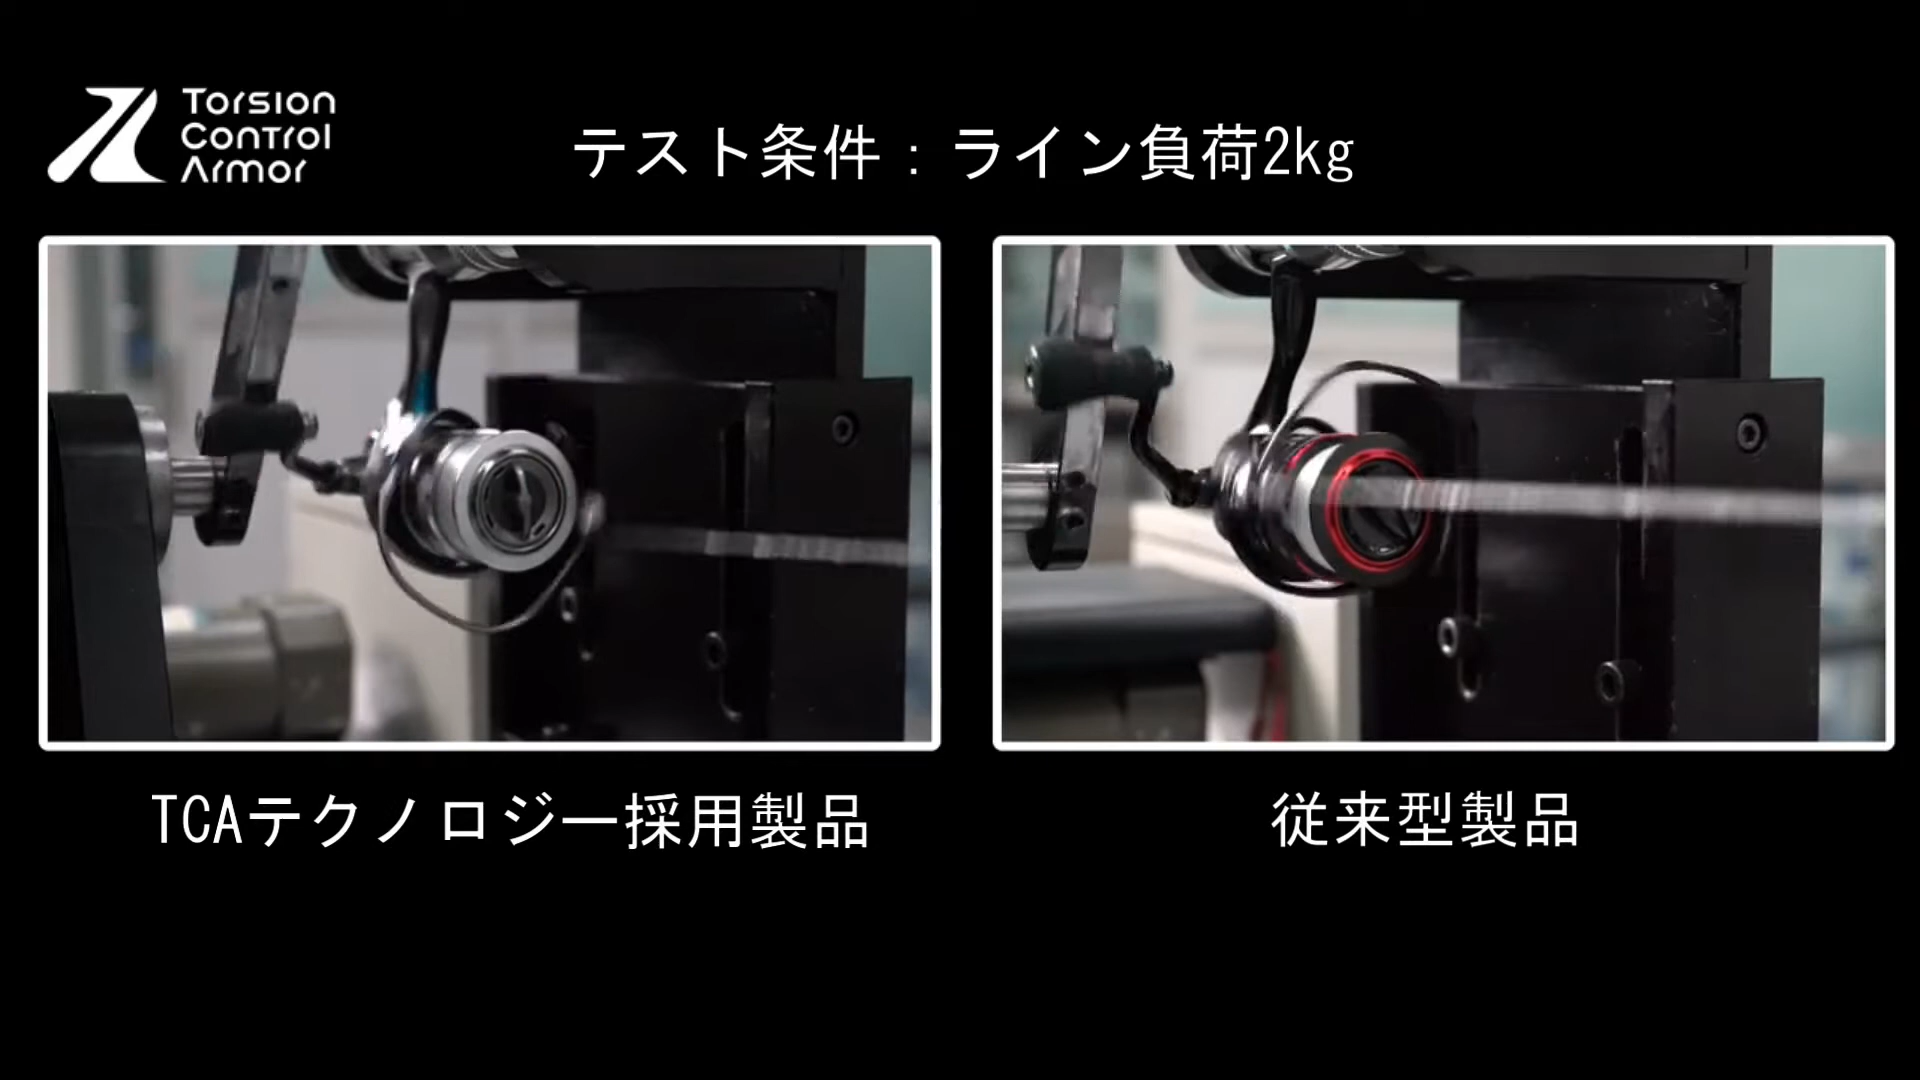 Torsion
Control
Armor
テスト条件：ライン負荷2kg
TCAテクノロジー採用製品
従来型製品